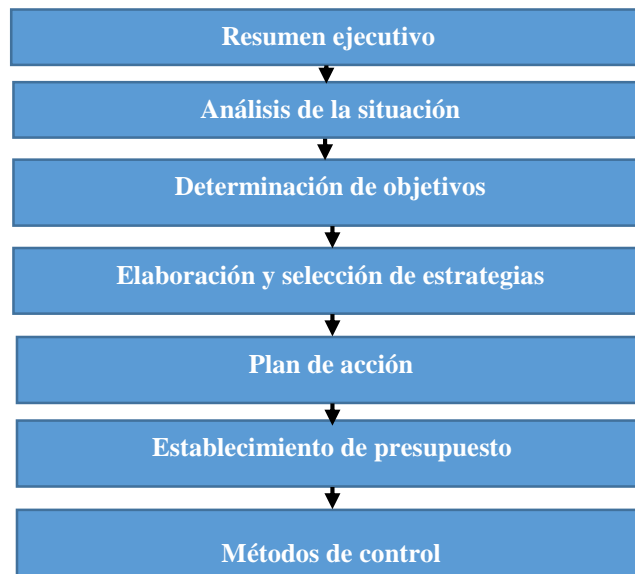 Resumen ejecutivo
Análisis de la situación
Determinación de objetivos
Elaboración y selección de estrategias
Plan de acción
Establecimiento de presupuesto
Métodos de control